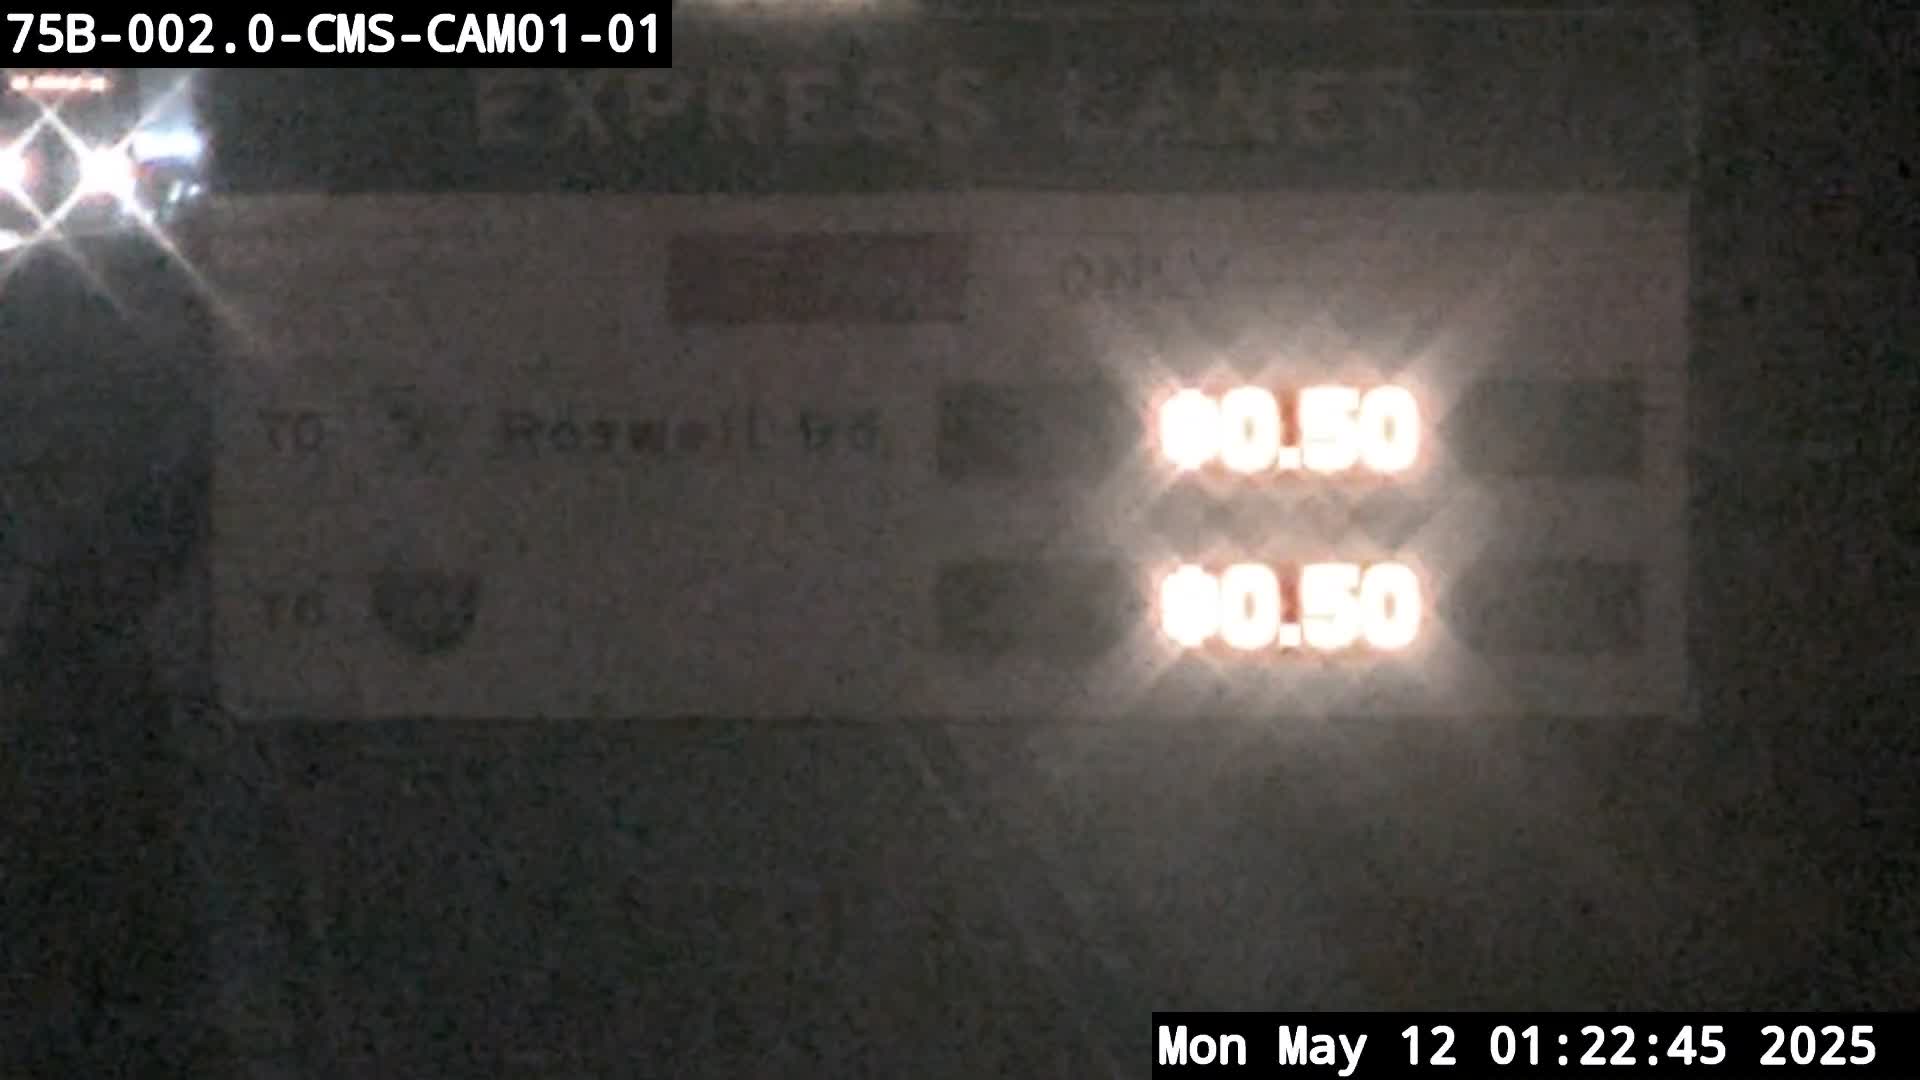 75B-002.0-CMS-CAM01-01
EXPRESS LANES
ONLY
TO Roswell Rd $0.50
TO $0.50
Mon May 12 01:22:45 2025